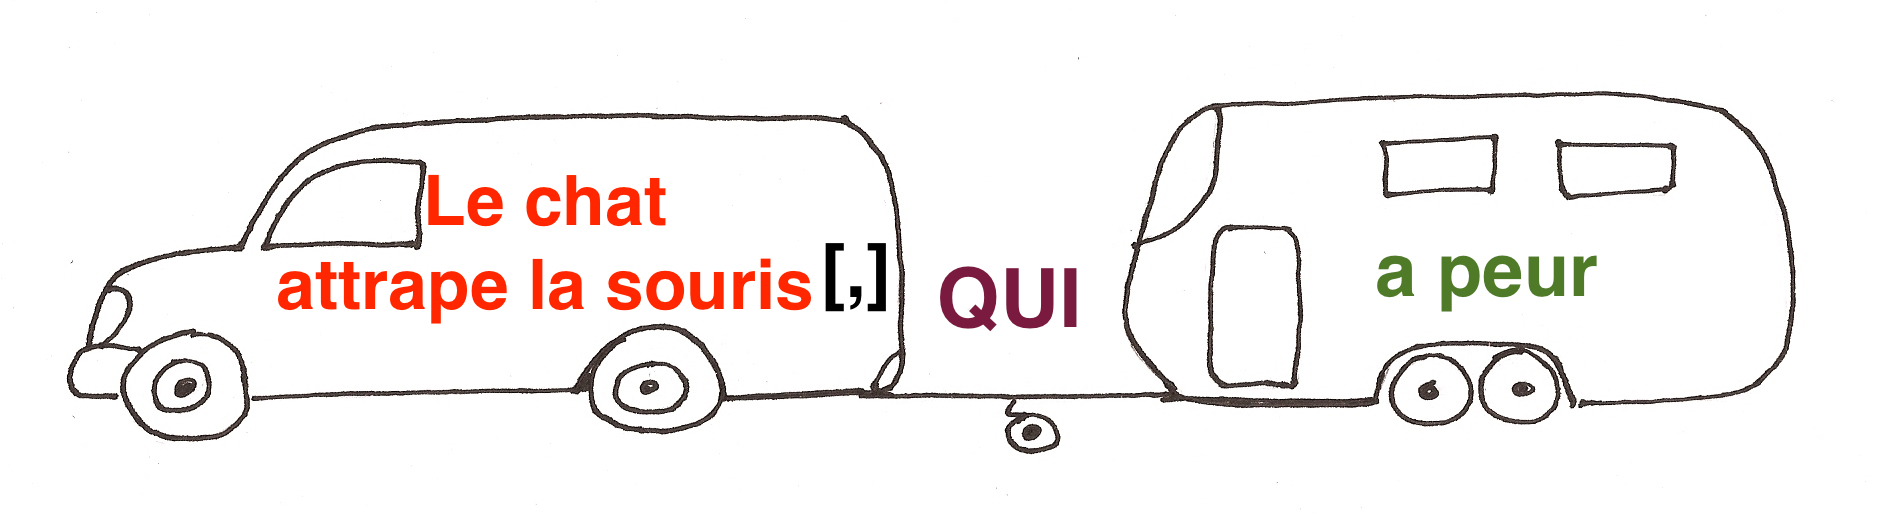 Le chat
attrape la souris [,]
QUI
a peur